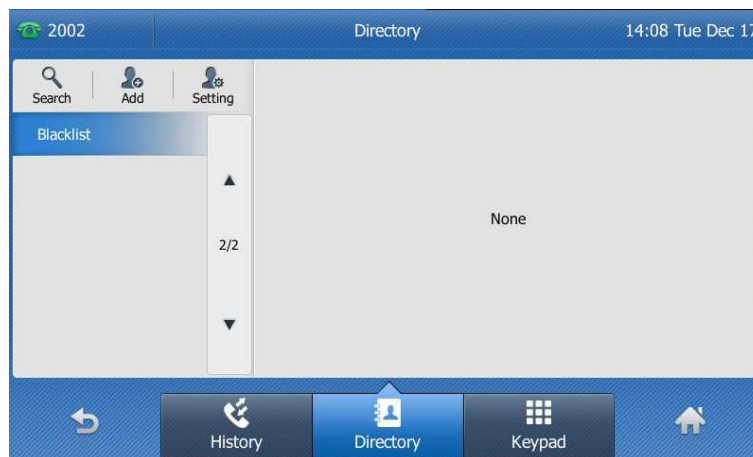 2002 Directory 14:08 Tue Dec 17
Search Add Setting
Blacklist
2/2
None
History Directory Keypad